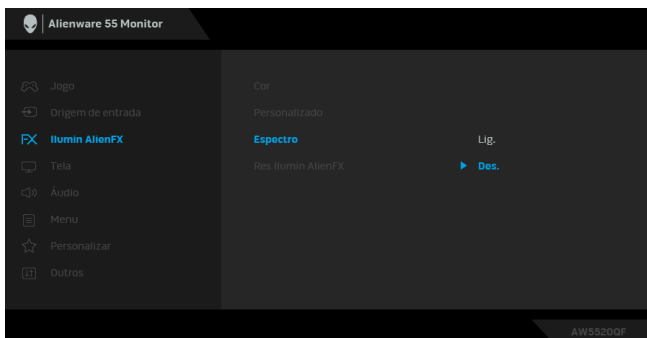 Alienware 55 Monitor
Jogo
Cor
Origem de entrada
Personalizado
FX Ilumin AlienFX
Espectro
Lig.
Tela
Res Ilumin AlienFX
Des.
Áudio
Menu
Personalizar
Outros
AW5520QF